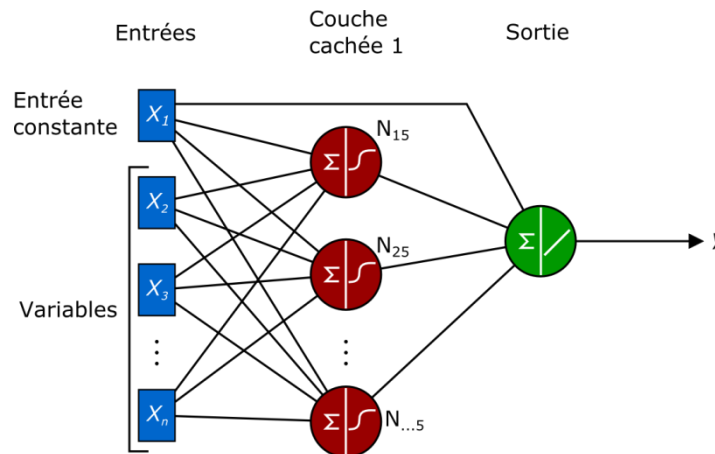 Entrées
Couche
cachée 1
Sortie
Entrée
constante
X1
N15
Σ
X2
Σ
N25
Σ
X3
Variables
Σ
Xn
N...5